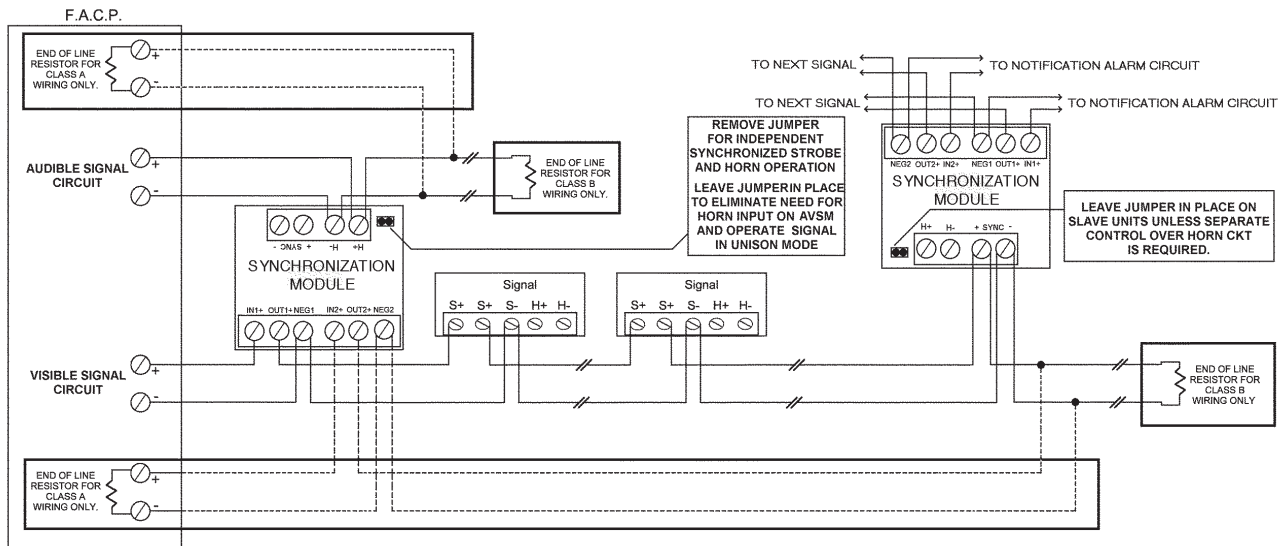 F.A.C.P.
END OF LINE
RESISTOR FOR
CLASS A
WIRING ONLY.
+
-
AUDIBLE SIGNAL
CIRCUIT
+
-
END OF LINE
RESISTOR FOR
CLASS B
WIRING ONLY.
- SYNC + H- H+
SYNCHRONIZATION
MODULE
IN1+ OUT1+ NEG1 IN2+ OUT2+ NEG2
REMOVE JUMPER
FOR INDEPENDENT
SYNCHRONIZED STROBE
AND HORN OPERATION
LEAVE JUMPER IN PLACE
TO ELIMINATE NEED FOR
HORN INPUT ON AVSM
AND OPERATE SIGNAL
IN UNISON MODE
TO NEXT SIGNAL
TO NOTIFICATION ALARM CIRCUIT
TO NEXT SIGNAL
TO NOTIFICATION ALARM CIRCUIT
NEG2 OUT2+ IN2+ NEG1 OUT1+ IN1+
SYNCHRONIZATION
MODULE
H+ H- + SYNC -
LEAVE JUMPER IN PLACE ON
SLAVE UNITS UNLESS SEPARATE
CONTROL OVER HORN CKT
IS REQUIRED.
Signal
S+ S+ S- H+ H-
Signal
S+ S+ S- H+ H-
VISIBLE SIGNAL
CIRCUIT
+
-
END OF LINE
RESISTOR FOR
CLASS B
WIRING ONLY
END OF LINE
RESISTOR FOR
CLASS A
WIRING ONLY.
+
-